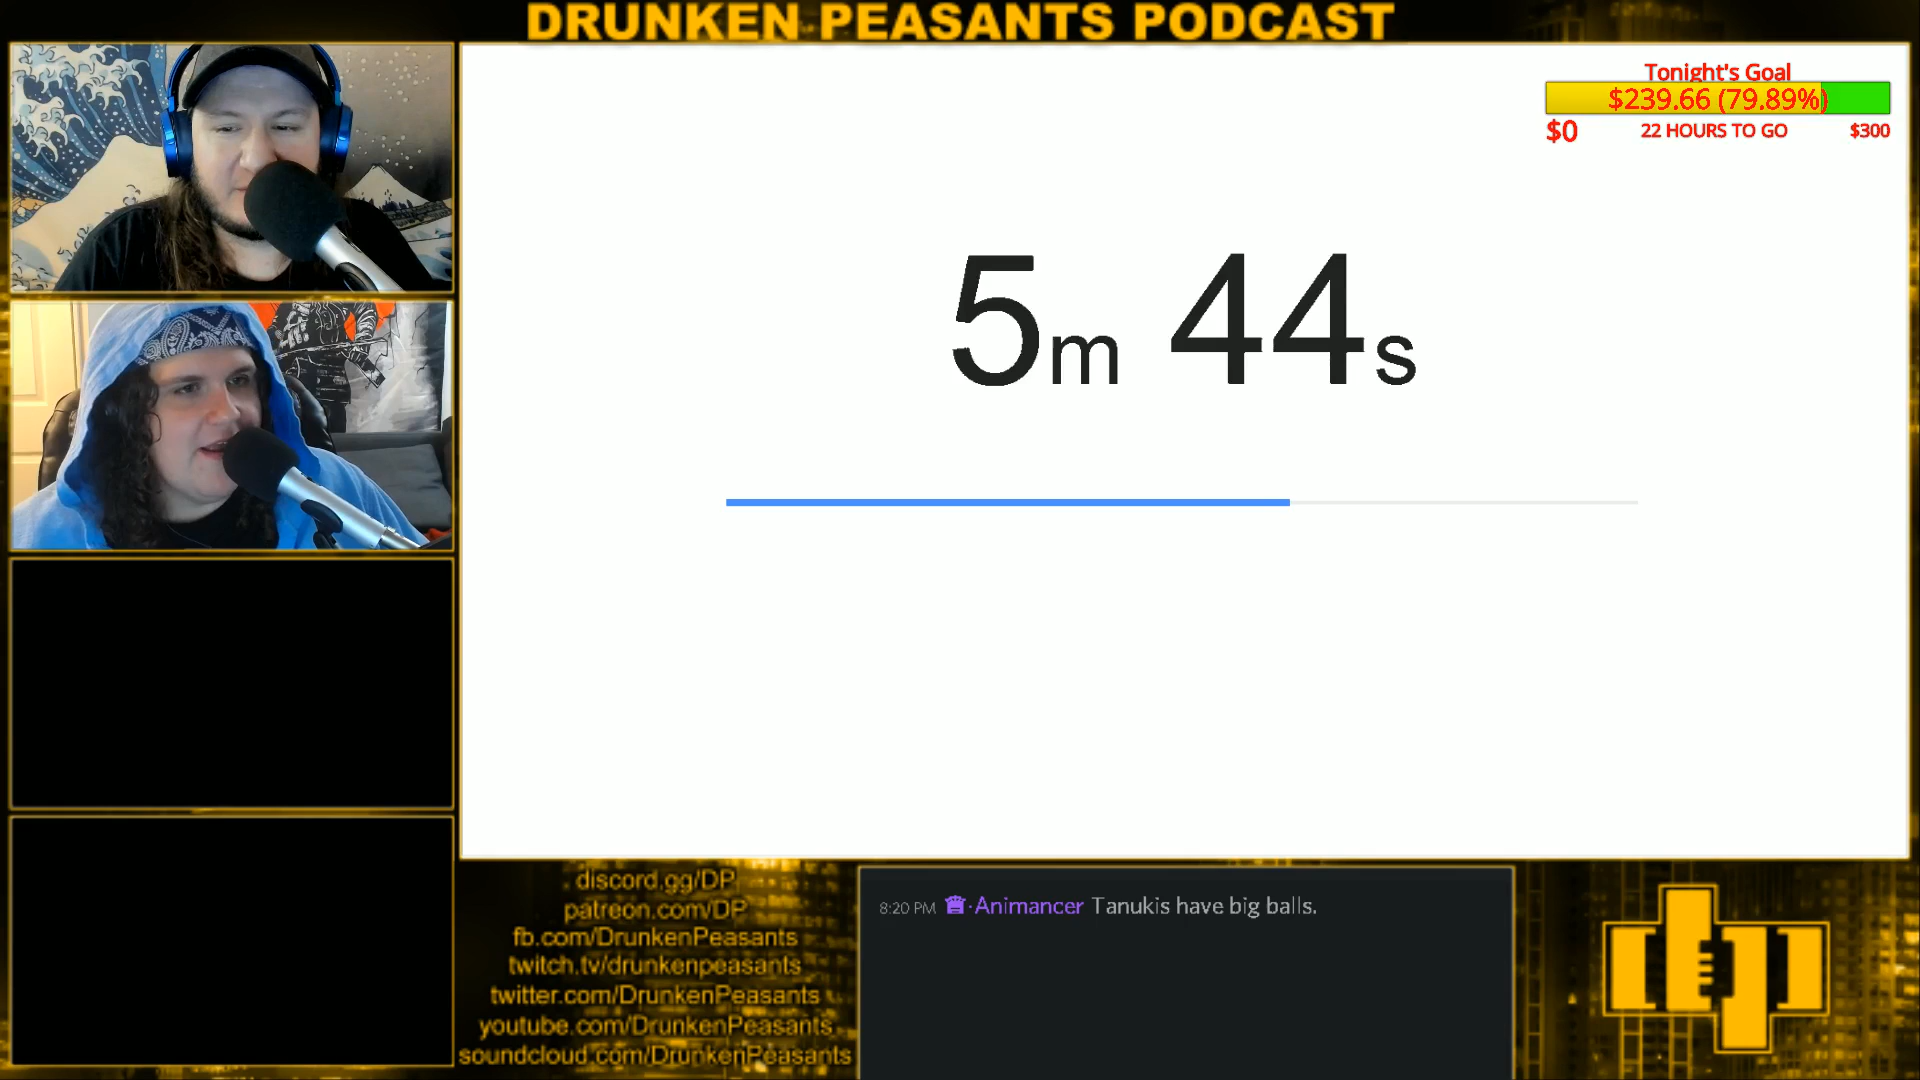 DRUNKEN PEASANTS PODCAST
Tonight's Goal
$239.66 (79.89%)
$0 22 HOURS TO GO $300
5m 44s
discord.gg/DP
patreon.com/DP
fb.com/DrunkenPeasants
twitch.tv/drunkenpeasants
twitter.com/DrunkenPeasants
youtube.com/DrunkenPeasants
soundcloud.com/DrunkenPeasants
8:20 PM Animancer Tanukis have big balls.